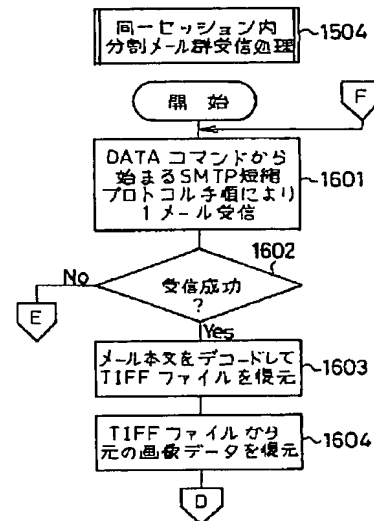 同一セッション内
分割メール群受信処理
1504
開始
F
DATAコマンドから
始まるSMTP短縮
プロトコル手順により
1メール受信
1601
1602
受信成功
?
No
E
Yes
メール本文をデコードして
TIFFファイルを復元
1603
TIFFファイルから
元の画像データを復元
1604
D